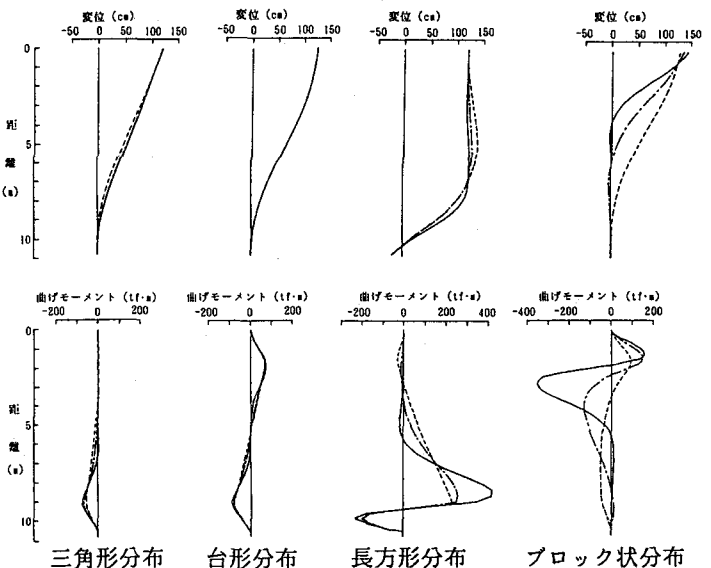 変位 (cm)
-50 0 50 100 150
変位 (cm)
-50 0 50 100 150
変位 (cm)
-50 0 50 100 150
変位 (cm)
-50 0 50 100 150
0
5
10
距離 (m)
曲げモーメント (tf·m)
-200 0 200
曲げモーメント (tf·m)
-200 0 200
曲げモーメント (tf·m)
-200 0 200 400
曲げモーメント (tf·m)
-400 -200 0 200
0
5
10
距離 (m)
三角形分布
台形分布
長方形分布
ブロック状分布